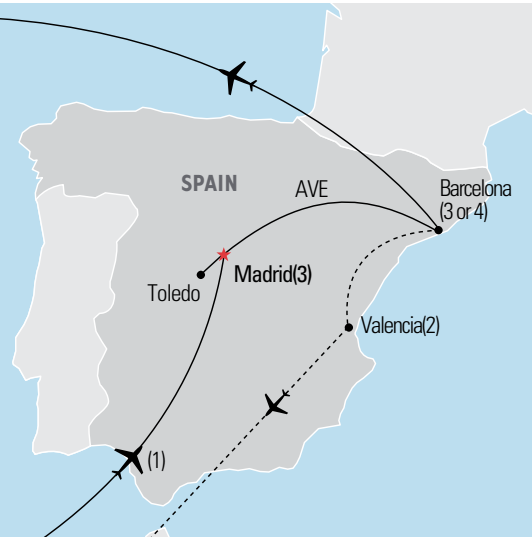 SPAIN
AVE
Barcelona
(3 or 4)
Madrid(3)
Toledo
Valencia(2)
(1)